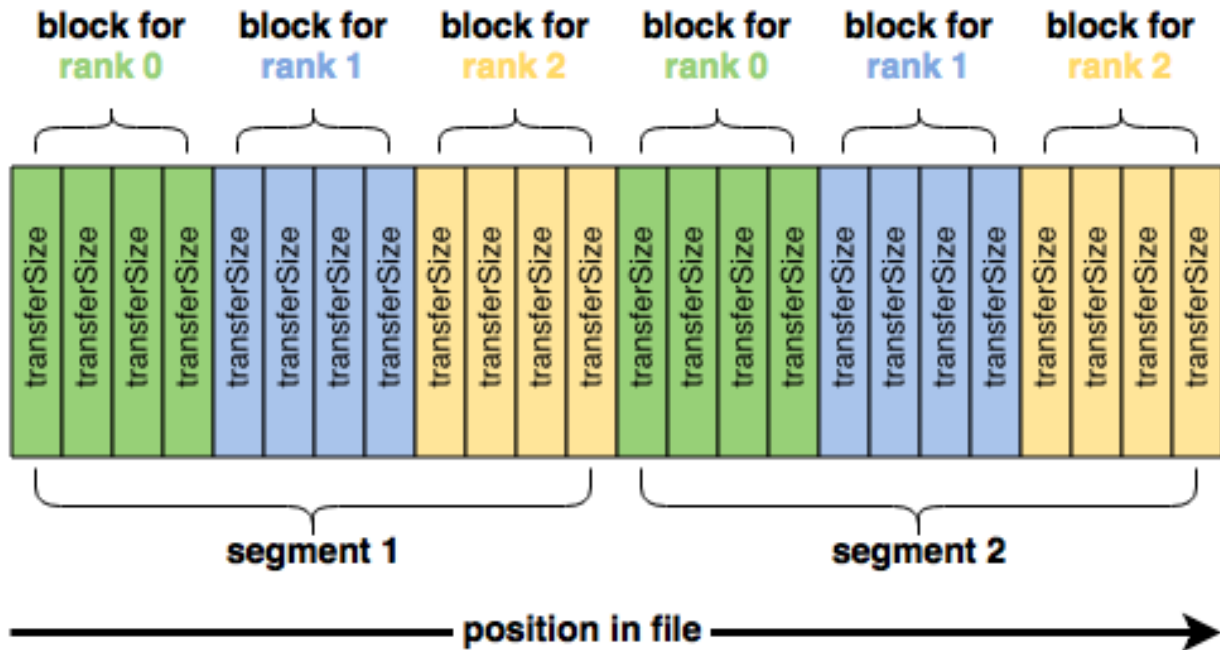 block for block for block for block for block for block for
rank 0 rank 1 rank 2 rank 0 rank 1 rank 2
transferSize transferSize transferSize transferSize transferSize transferSize transferSize transferSize transferSize transferSize transferSize transferSize transferSize transferSize transferSize transferSize transferSize transferSize transferSize transferSize transferSize transferSize transferSize transferSize
segment 1 segment 2
position in file